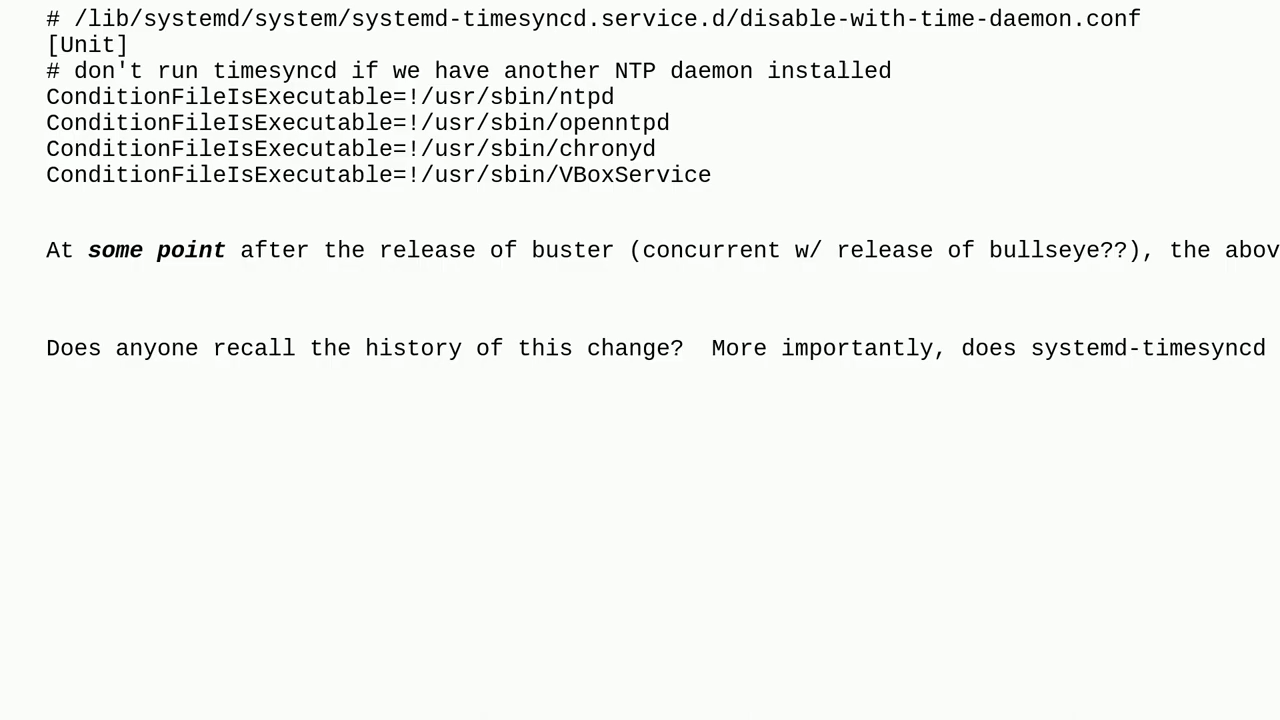 # /lib/systemd/system/systemd-timesyncd.service.d/disable-with-time-daemon.conf
[Unit]
# don't run timesyncd if we have another NTP daemon installed
ConditionFileIsExecutable=!/usr/sbin/ntpd
ConditionFileIsExecutable=!/usr/sbin/openntpd
ConditionFileIsExecutable=!/usr/sbin/chronyd
ConditionFileIsExecutable=!/usr/sbin/VBoxService
At some point after the release of buster (concurrent w/ release of bullseye??), the abov
Does anyone recall the history of this change?  More importantly, does systemd-timesyncd